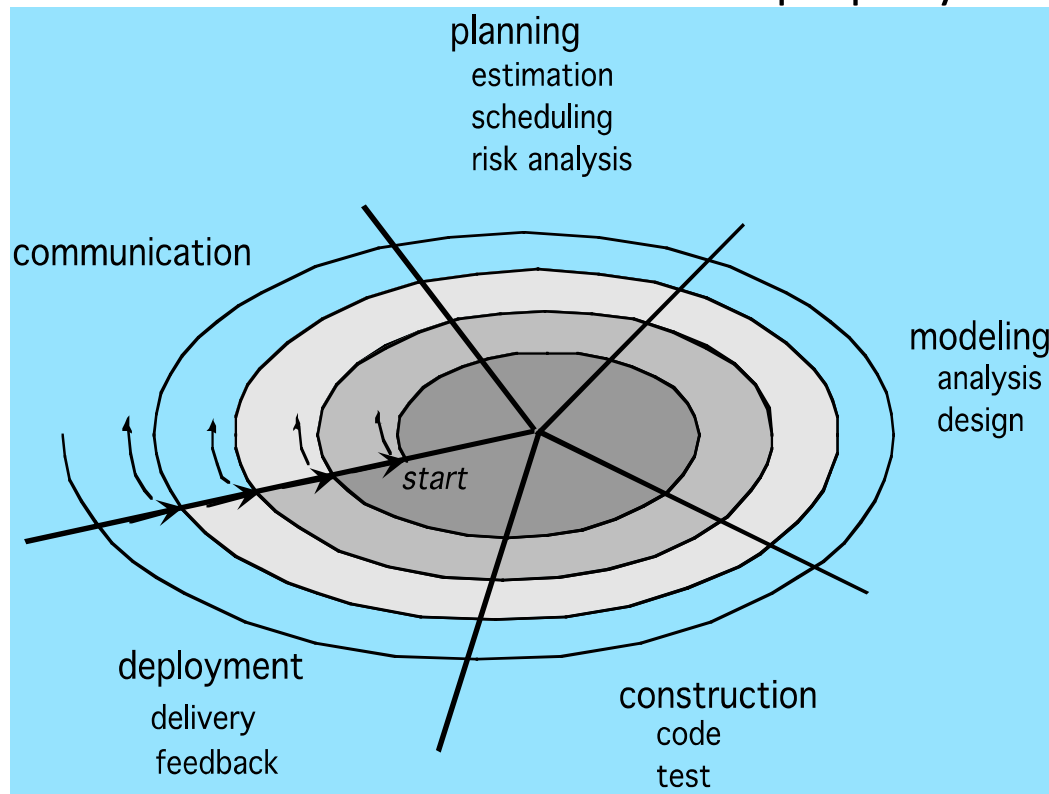 planning
estimation
scheduling
risk analysis
communication
modeling
analysis
design
start
deployment
delivery
feedback
construction
code
test